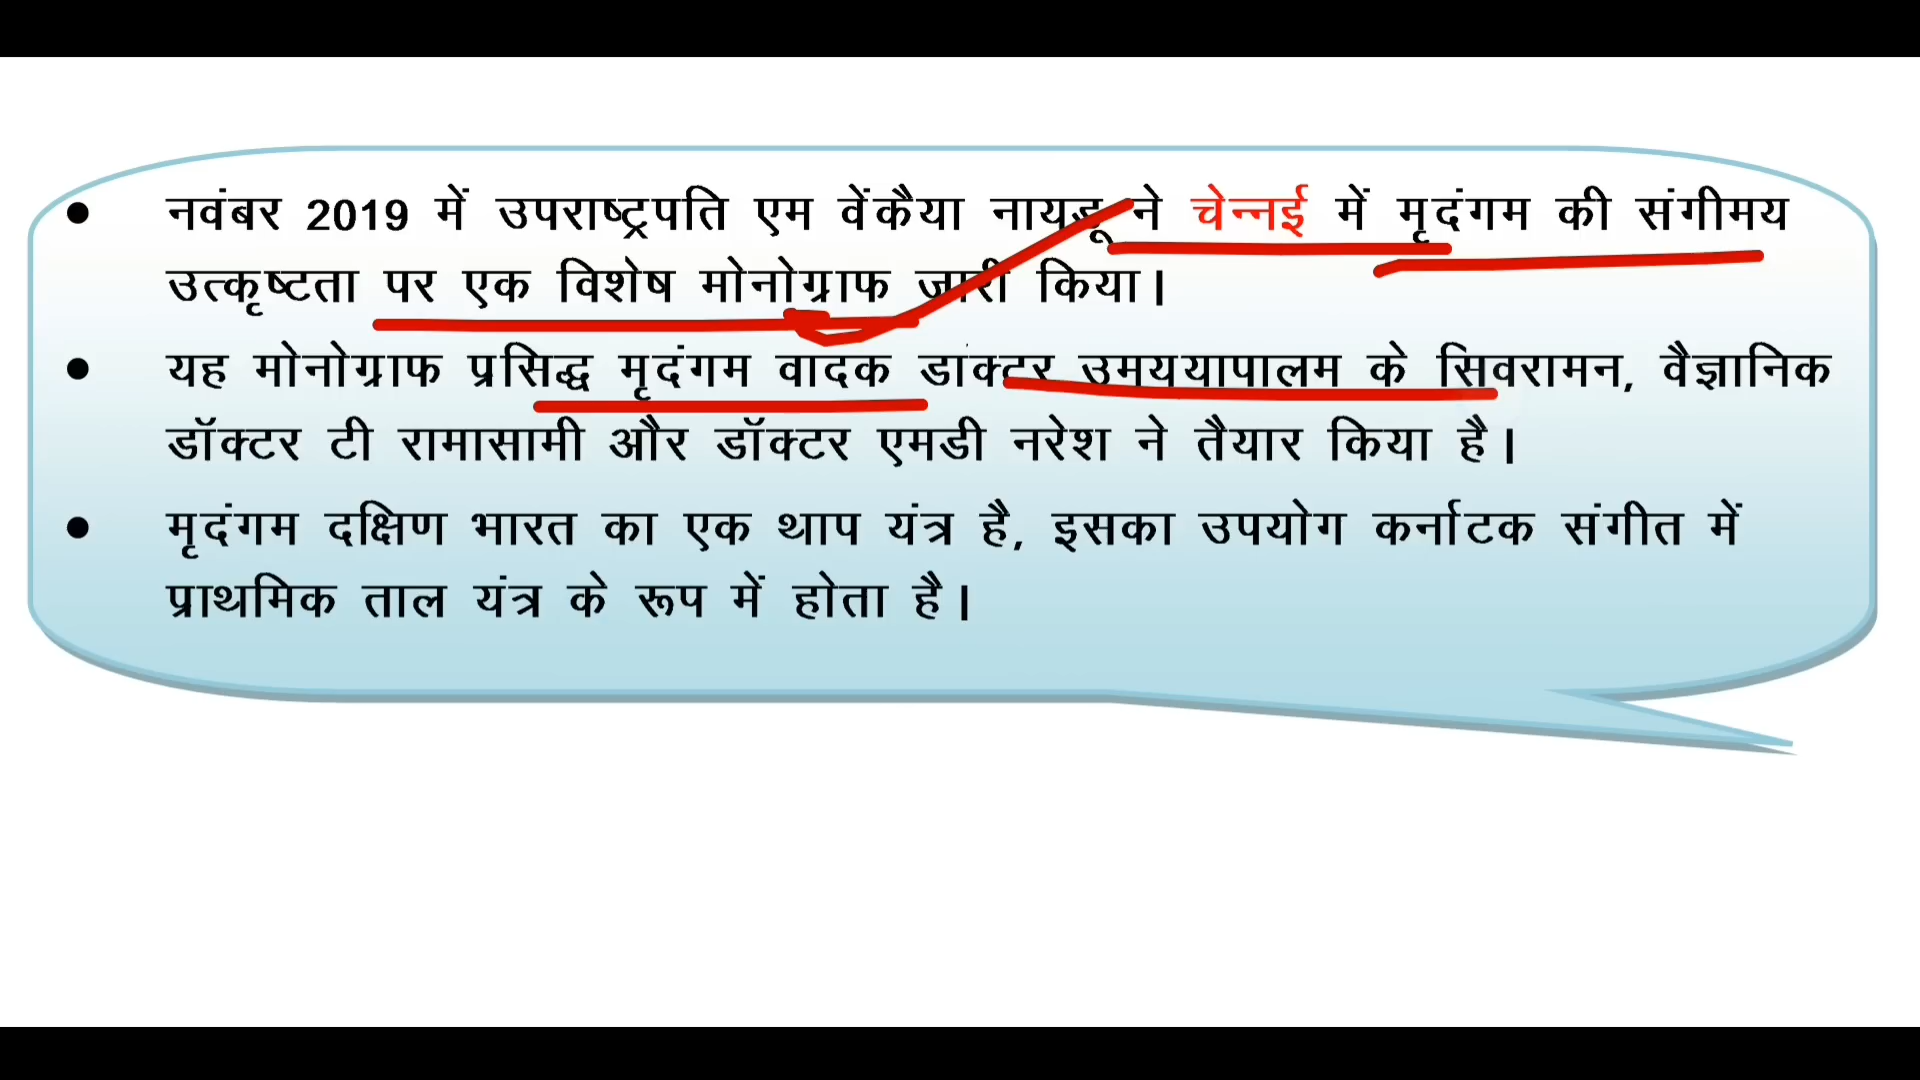 • नवंबर 2019 में उपराष्ट्रपति एम वेंकैया नायडू ने चेन्नई में मृदंगम की संगीमय
उत्कृष्टता पर एक विशेष मोनोग्राफ जारी किया।
• यह मोनोग्राफ प्रसिद्ध मृदंगम वादक डाक्टर उमययापालम के सिवरामन, वैज्ञानिक
डॉक्टर टी रामासामी और डॉक्टर एमडी नरेश ने तैयार किया है।
• मृदंगम दक्षिण भारत का एक थाप यंत्र है, इसका उपयोग कर्नाटक संगीत में
प्राथमिक ताल यंत्र के रूप में होता है।